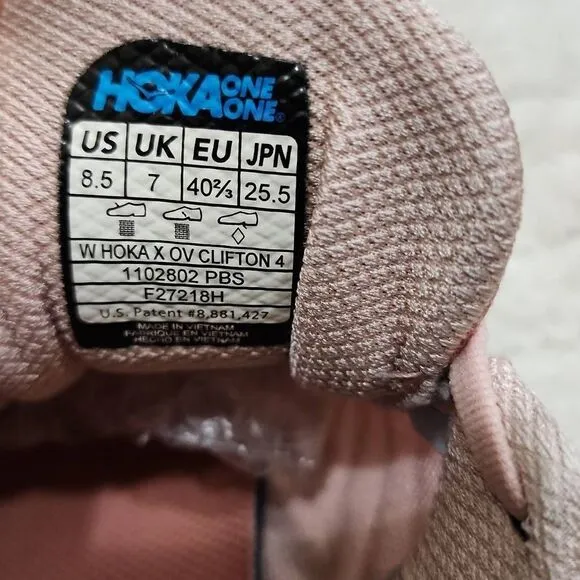 HOKA ONE ONE®
US UK EU JPN
8.5 7 40⅔ 25.5
W HOKA X OV CLIFTON 4
1102802 PBS
F27218H
U.S. Patent #8,881,427
MADE IN VIETNAM
FABRIQUE EN VIETNAM
HECHO EN VIETNAM